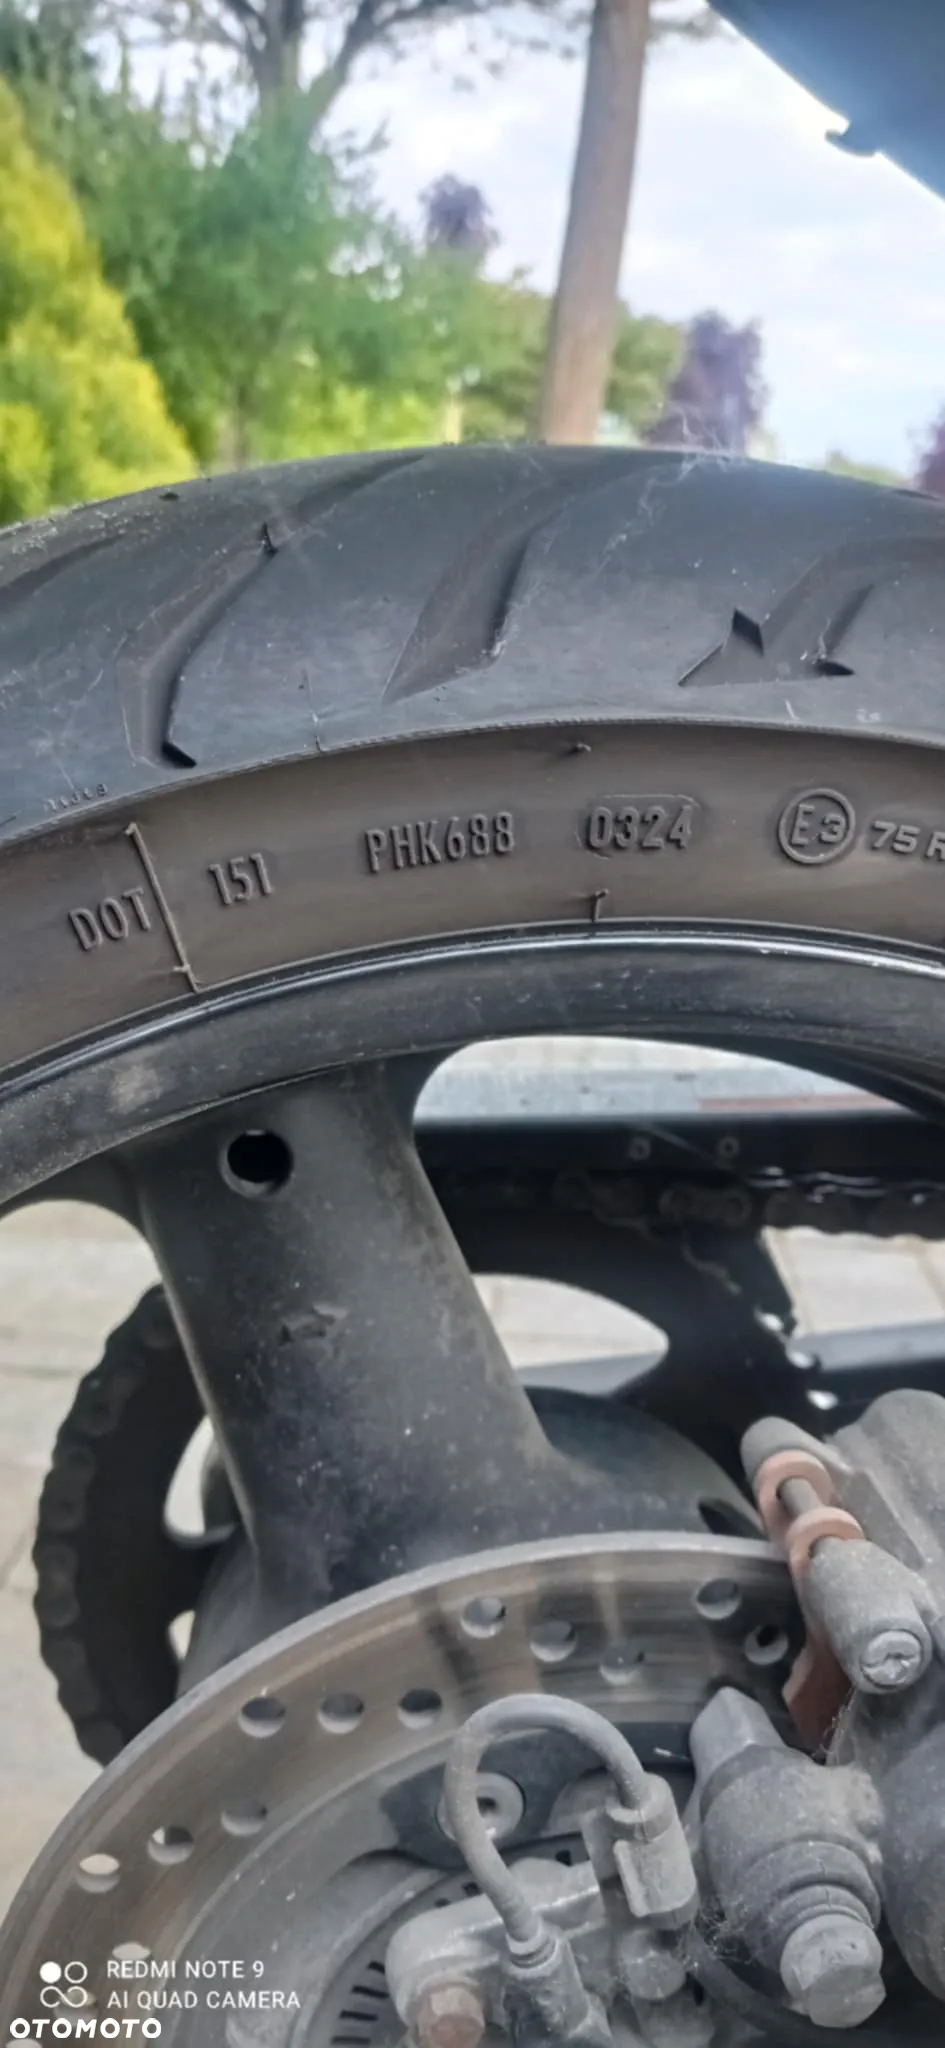 DOT 151 PHK688 0324 E3 75 R
REDMI NOTE 9
AI QUAD CAMERA
OTOMOTO